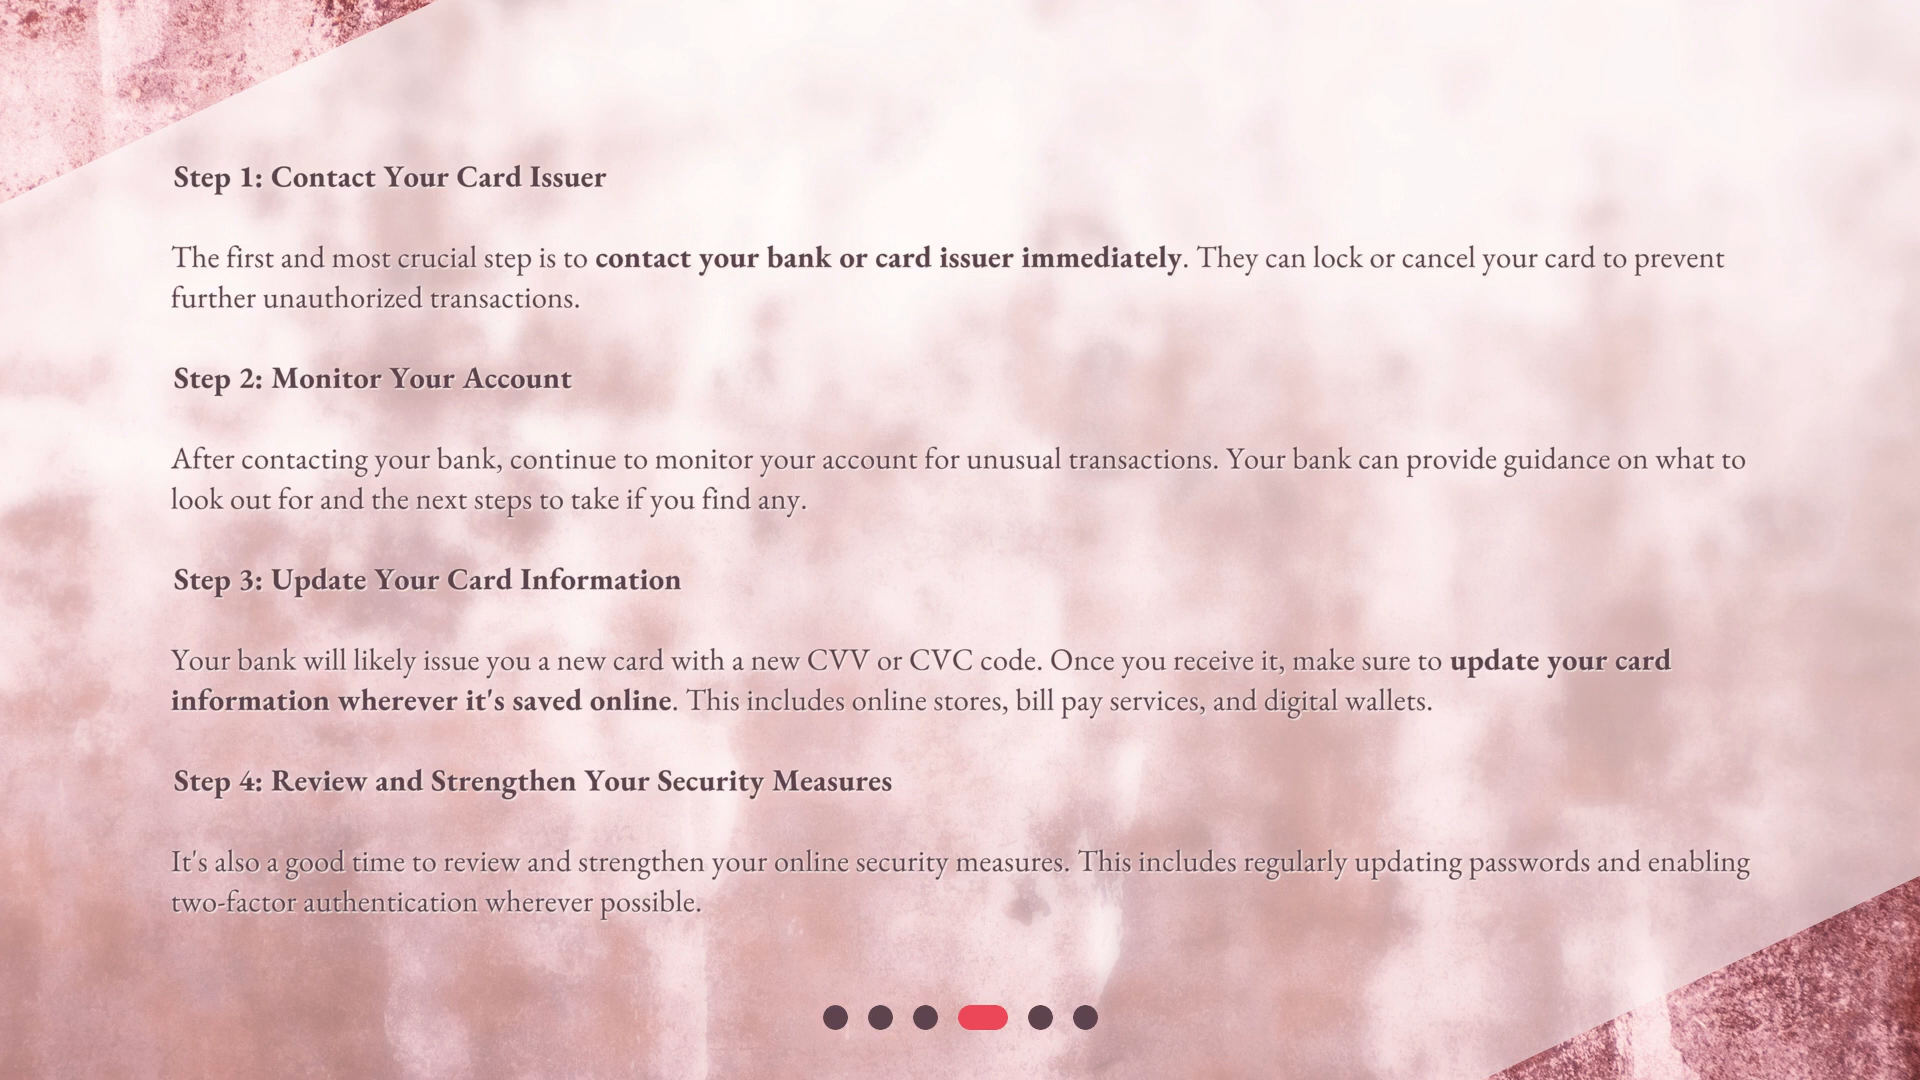 Step 1: Contact Your Card Issuer
The first and most crucial step is to contact your bank or card issuer immediately. They can lock or cancel your card to prevent
further unauthorized transactions.
Step 2: Monitor Your Account
After contacting your bank, continue to monitor your account for unusual transactions. Your bank can provide guidance on what to
look out for and the next steps to take if you find any.
Step 3: Update Your Card Information
Your bank will likely issue you a new card with a new CVV or CVC code. Once you receive it, make sure to update your card
information wherever it's saved online. This includes online stores, bill pay services, and digital wallets.
Step 4: Review and Strengthen Your Security Measures
It's also a good time to review and strengthen your online security measures. This includes regularly updating passwords and enabling
two-factor authentication wherever possible.